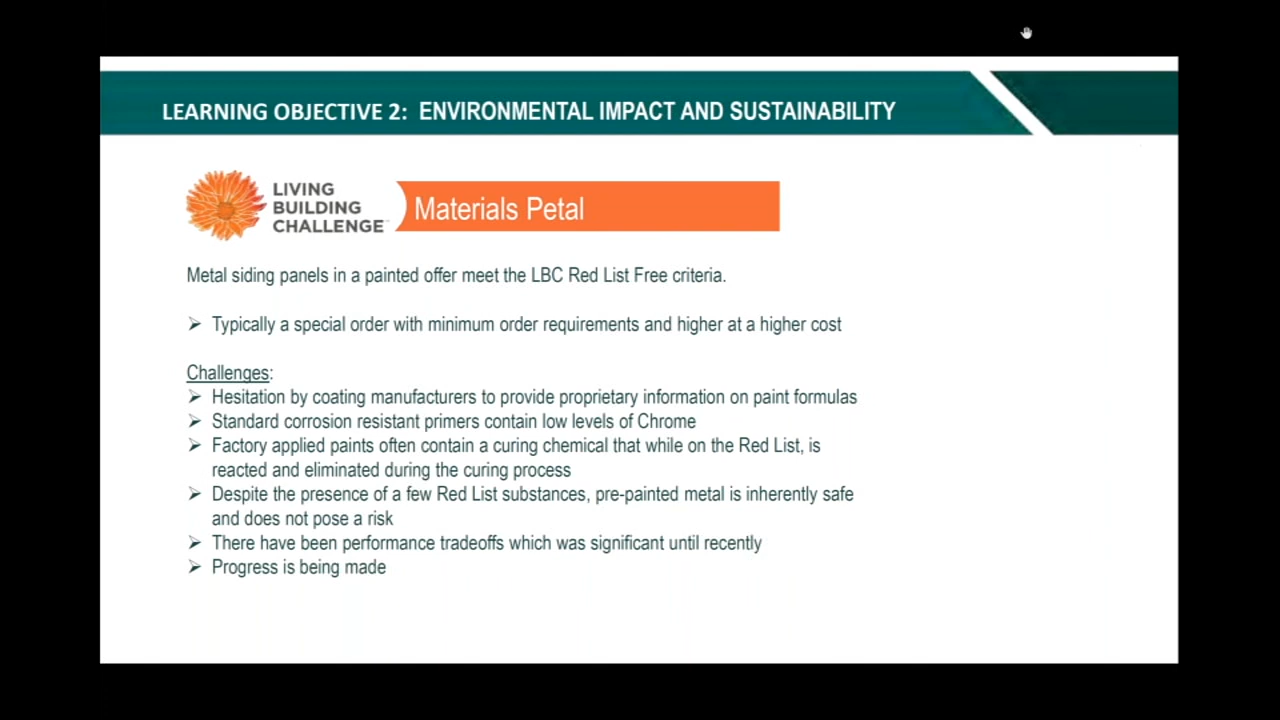 LEARNING OBJECTIVE 2: ENVIRONMENTAL IMPACT AND SUSTAINABILITY
LIVING
BUILDING
CHALLENGE
Materials Petal
Metal siding panels in a painted offer meet the LBC Red List Free criteria.
➢ Typically a special order with minimum order requirements and higher at a higher cost
Challenges:
➢ Hesitation by coating manufacturers to provide proprietary information on paint formulas
➢ Standard corrosion resistant primers contain low levels of Chrome
➢ Factory applied paints often contain a curing chemical that while on the Red List, is
reacted and eliminated during the curing process
➢ Despite the presence of a few Red List substances, pre-painted metal is inherently safe
and does not pose a risk
➢ There have been performance tradeoffs which was significant until recently
➢ Progress is being made